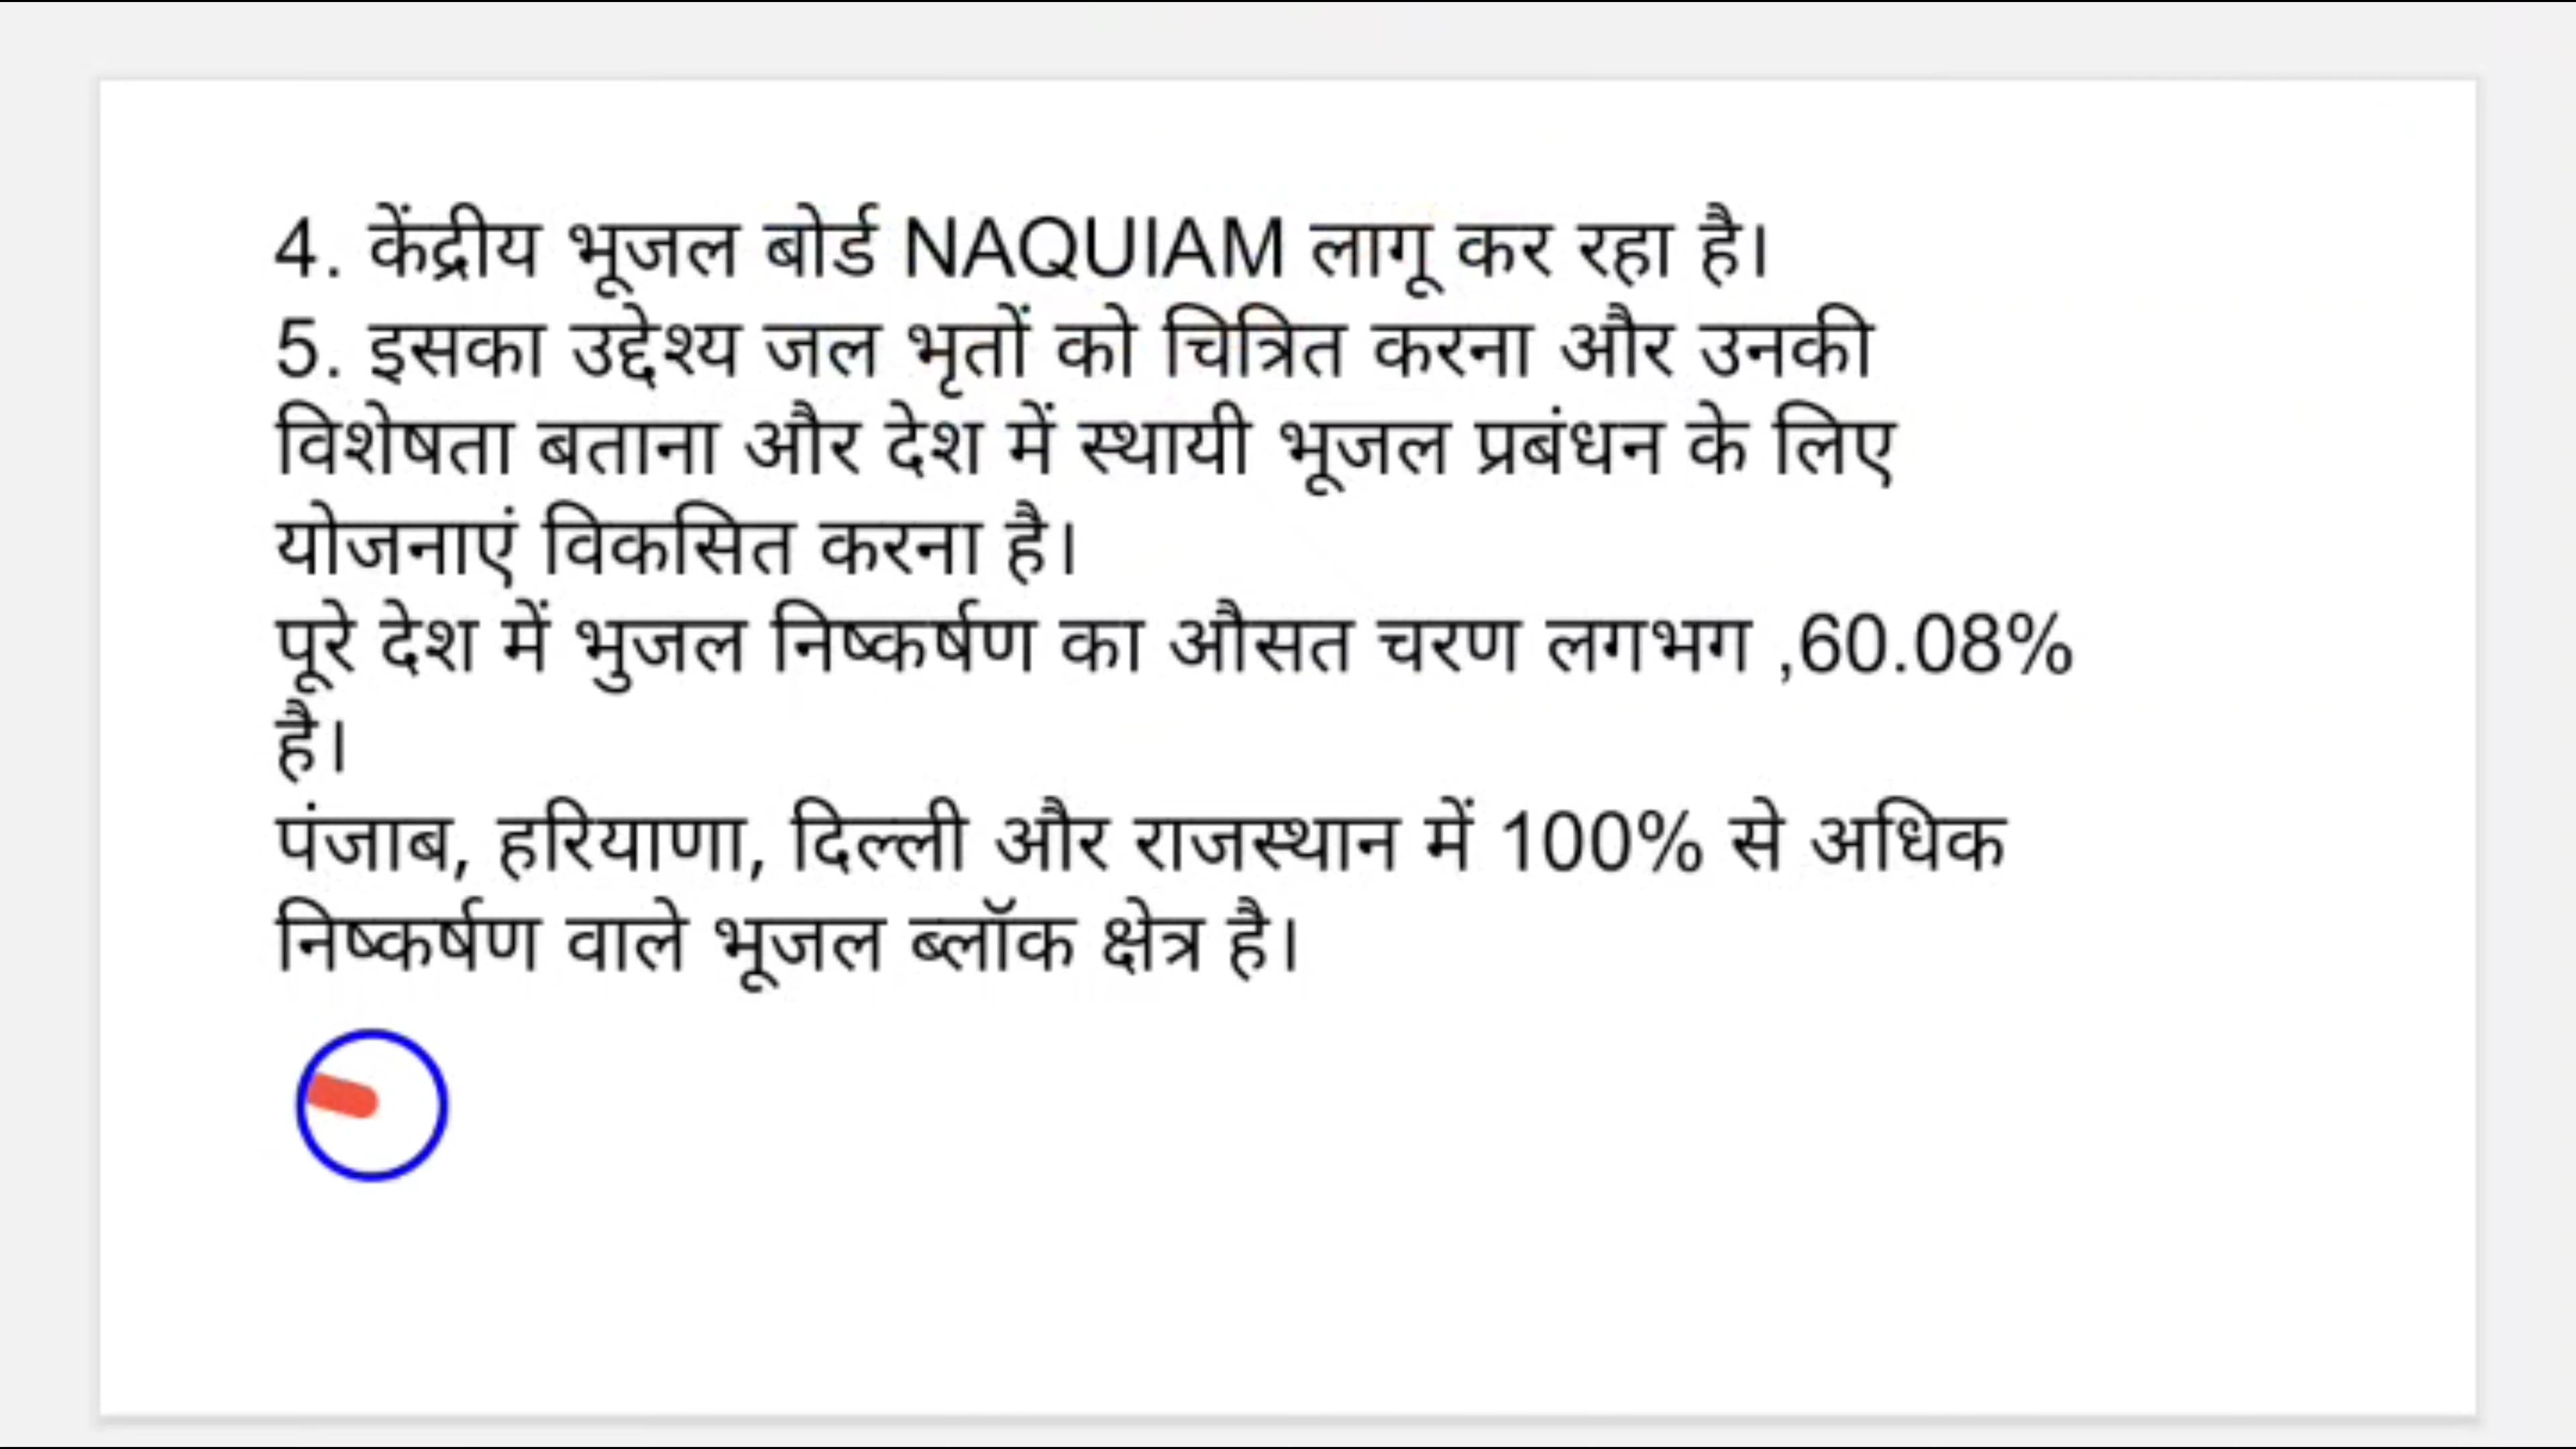 4. केंद्रीय भूजल बोर्ड NAQUIAM लागू कर रहा है।
5. इसका उद्देश्य जल भृतों को चित्रित करना और उनकी
विशेषता बताना और देश में स्थायी भूजल प्रबंधन के लिए
योजनाएं विकसित करना है।
पूरे देश में भुजल निष्कर्षण का औसत चरण लगभग ,60.08%
है।
पंजाब, हरियाणा, दिल्ली और राजस्थान में 100% से अधिक
निष्कर्षण वाले भूजल ब्लॉक क्षेत्र है।